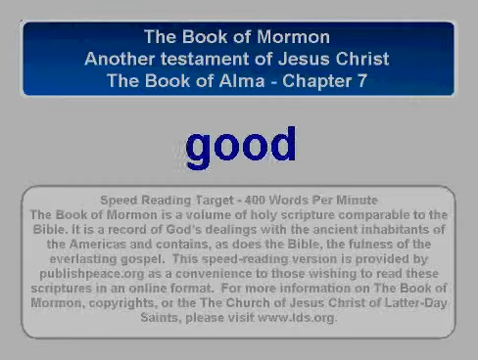 The Book of Mormon
Another testament of Jesus Christ
The Book of Alma - Chapter 7
good
Speed Reading Target - 400 Words Per Minute
The Book of Mormon is a volume of holy scripture comparable to the
Bible. It is a record of God's dealings with the ancient inhabitants of
the Americas and contains, as does the Bible, the fulness of the
everlasting gospel. This speed-reading version is provided by
publishpeace.org as a convenience to those wishing to read these
scriptures in an online format. For more information on The Book of
Mormon, copyrights, or the The Church of Jesus Christ of Latter-Day
Saints, please visit www.lds.org.